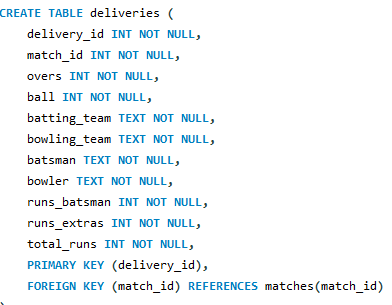 CREATE TABLE deliveries (
delivery_id INT NOT NULL,
match_id INT NOT NULL,
overs INT NOT NULL,
ball INT NOT NULL,
batting_team TEXT NOT NULL,
bowling_team TEXT NOT NULL,
batsman TEXT NOT NULL,
bowler TEXT NOT NULL,
runs_batsman INT NOT NULL,
runs_extras INT NOT NULL,
total_runs INT NOT NULL,
PRIMARY KEY (delivery_id),
FOREIGN KEY (match_id) REFERENCES matches(match_id)